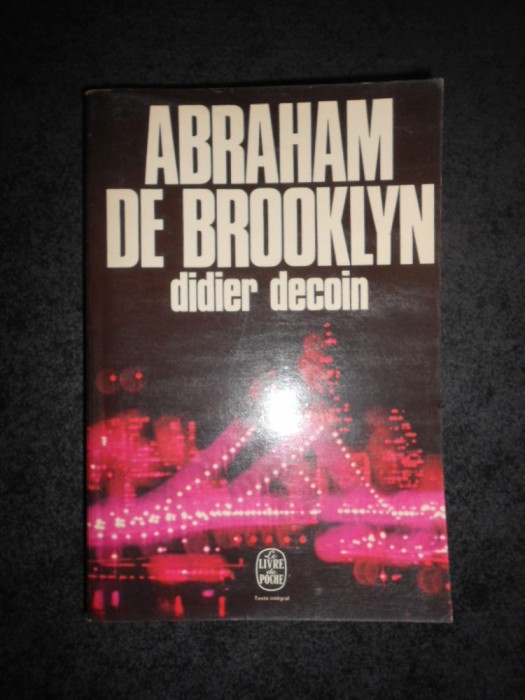 ABRAHAM
DE BROOKLYN
didier decoin
Le
LIVRE
de
POCHE
Texte intégral